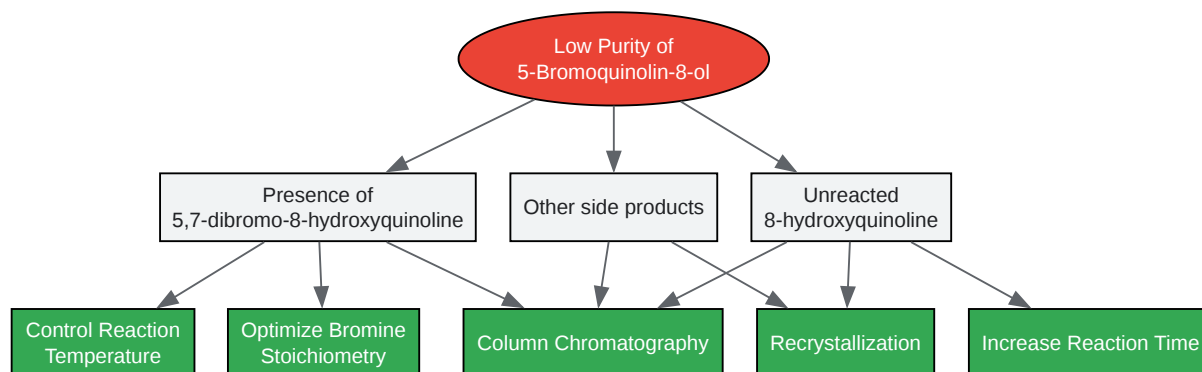 Low Purity of
5-Bromoquinolin-8-ol
Presence of
5,7-dibromo-8-hydroxyquinoline
Other side products
Unreacted
8-hydroxyquinoline
Control Reaction
Temperature
Optimize Bromine
Stoichiometry
Column Chromatography
Recrystallization
Increase Reaction Time